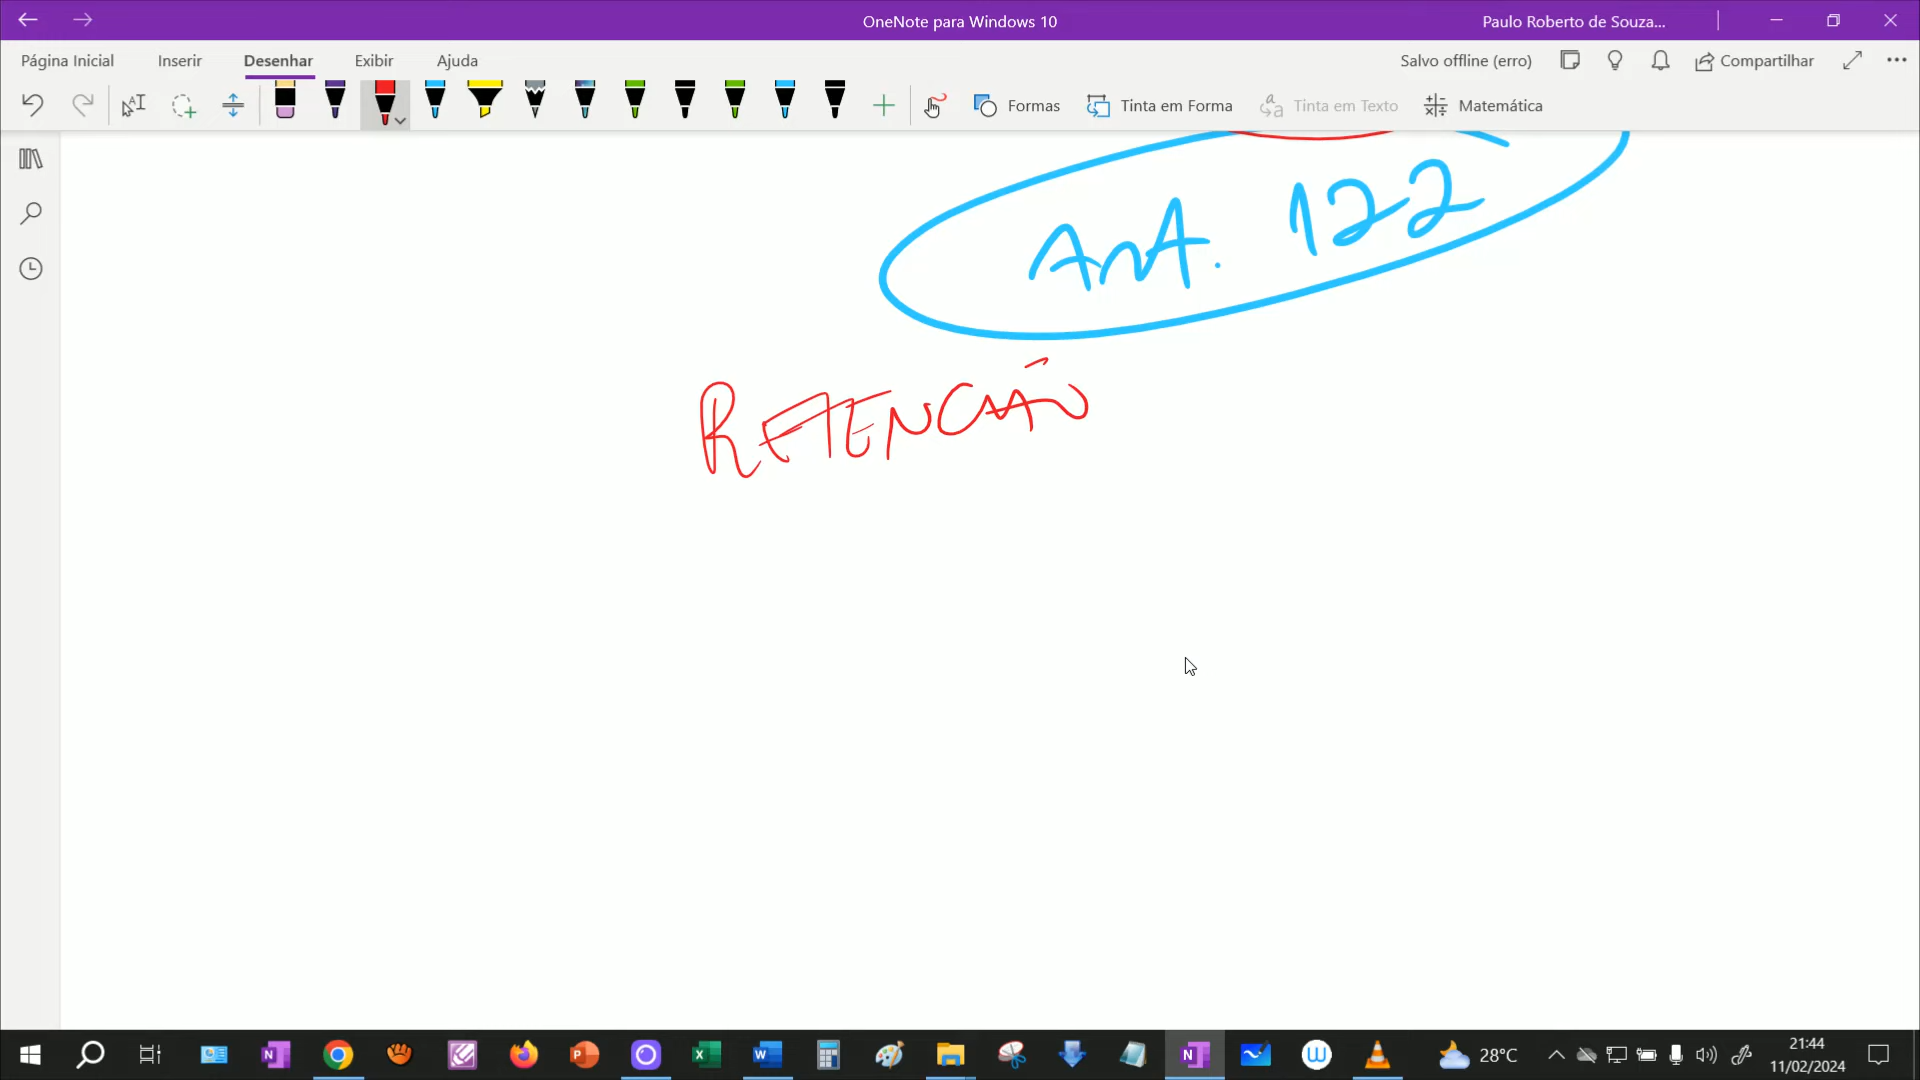 OneNote para Windows 10
Paulo Roberto de Souza...
Página Inicial
Inserir
Desenhar
Exibir
Ajuda
Salvo offline (erro)
Compartilhar
Formas
Tinta em Forma
Tinta em Texto
Matemática
Art. 122
RETENÇÃO
28°C
21:44
11/02/2024